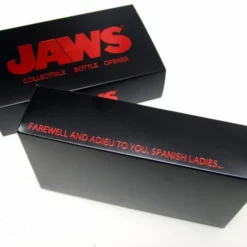 JAWS
COLLECTIBLE BOTTLE OPENER
FAREWELL AND ADIEU TO YOU, SPANISH LADIES...